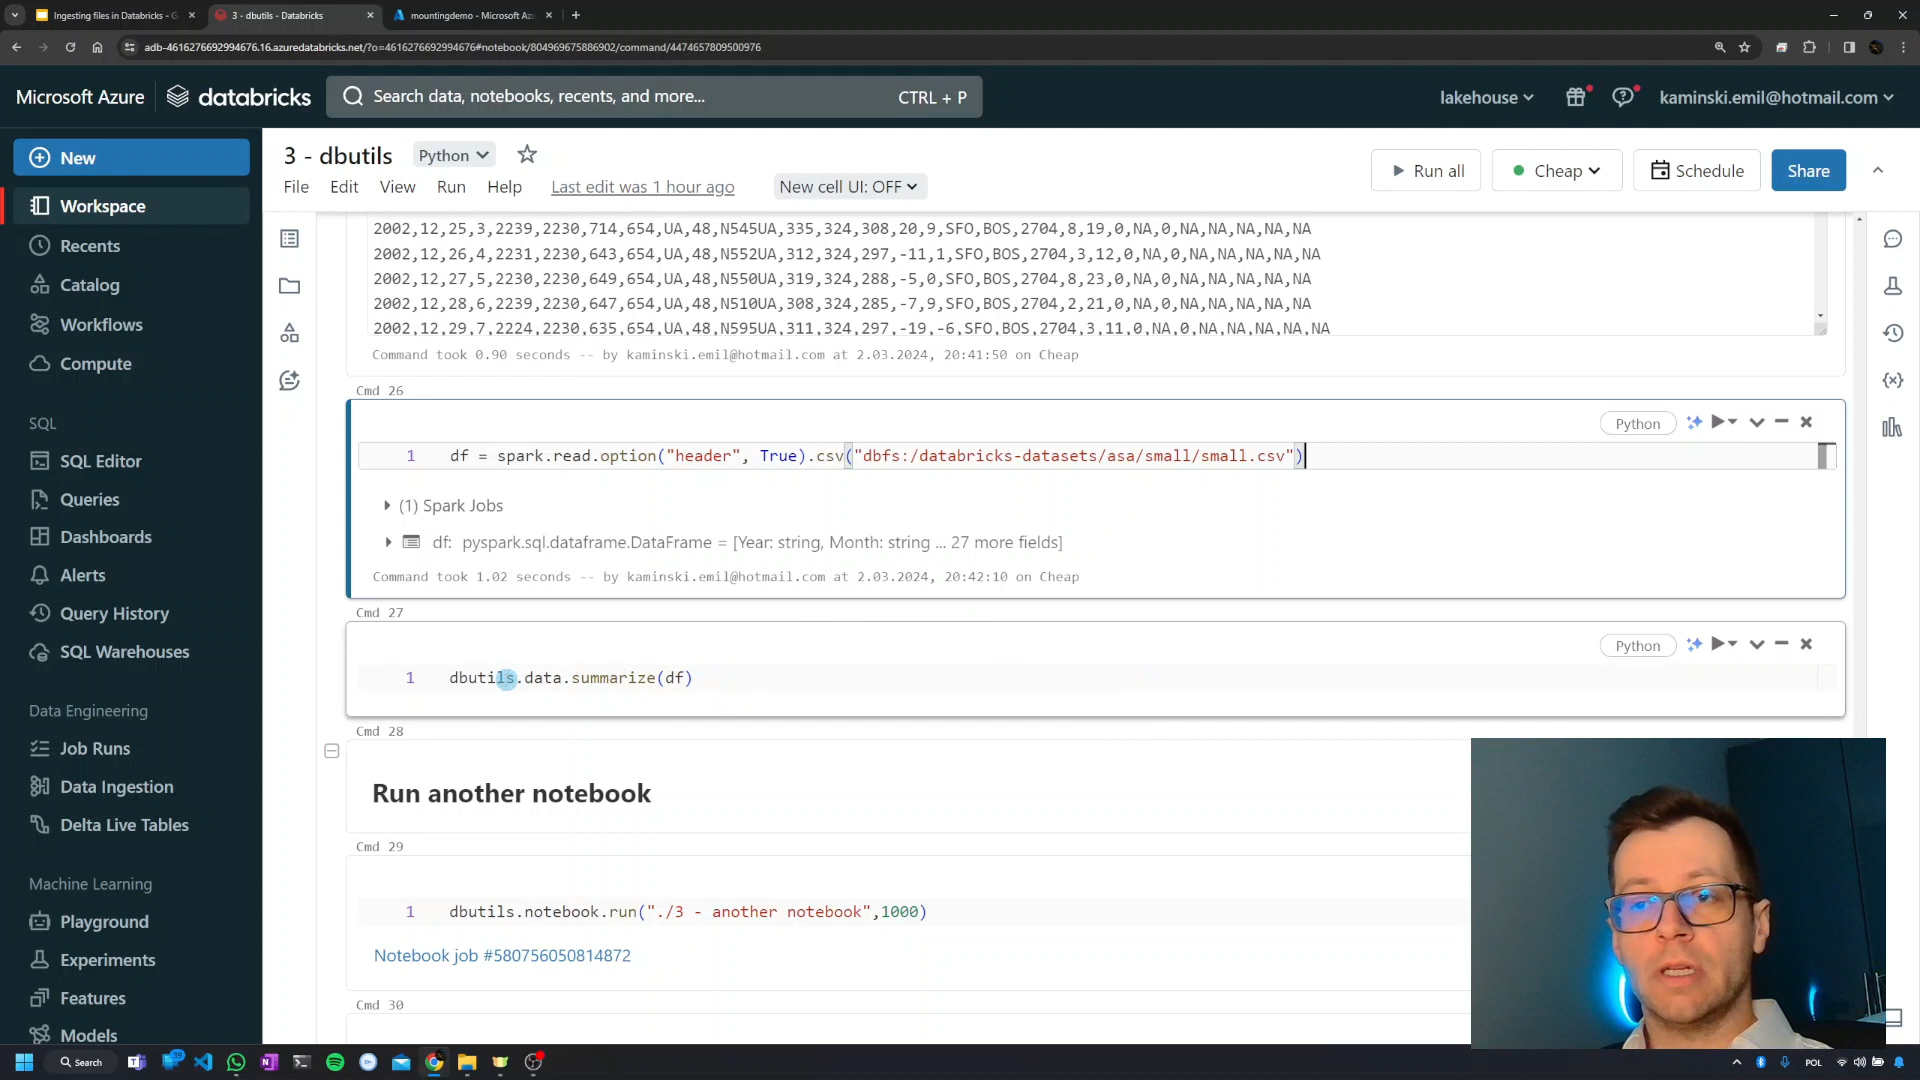 Ingesting files in Databricks - G
3 - dbutils - Databricks
mountingdemo - Microsoft Azu
adb-4616276692994676.16.azuredatabricks.net/?o=4616276692994676#notebook/804969675886902/command/4474657809500976
Microsoft Azure
databricks
Search data, notebooks, recents, and more...
CTRL + P
lakehouse
kaminski.emil@hotmail.com
New
Workspace
Recents
Catalog
Workflows
Compute
SQL
SQL Editor
Queries
Dashboards
Alerts
Query History
SQL Warehouses
Data Engineering
Job Runs
Data Ingestion
Delta Live Tables
Machine Learning
Playground
Experiments
Features
Models
3 - dbutils
Python
File Edit View Run Help Last edit was 1 hour ago New cell UI: OFF
Run all
Cheap
Schedule
Share
2002,12,25,3,2239,2230,714,654,UA,48,N545UA,335,324,308,20,9,SFO,BOS,2704,8,19,0,NA,0,NA,NA,NA,NA,NA
2002,12,26,4,2231,2230,643,654,UA,48,N552UA,312,324,297,-11,1,SFO,BOS,2704,3,12,0,NA,0,NA,NA,NA,NA,NA
2002,12,27,5,2230,2230,649,654,UA,48,N550UA,319,324,288,-5,0,SFO,BOS,2704,8,23,0,NA,0,NA,NA,NA,NA,NA
2002,12,28,6,2239,2230,647,654,UA,48,N510UA,308,324,285,-7,9,SFO,BOS,2704,2,21,0,NA,0,NA,NA,NA,NA,NA
2002,12,29,7,2224,2230,635,654,UA,48,N595UA,311,324,297,-19,-6,SFO,BOS,2704,3,11,0,NA,0,NA,NA,NA,NA,NA
Command took 0.90 seconds -- by kaminski.emil@hotmail.com at 2.03.2024, 20:41:50 on Cheap
Cmd 26
Python
1 df = spark.read.option("header", True).csv("dbfs:/databricks-datasets/asa/small/small.csv")
(1) Spark Jobs
df: pyspark.sql.dataframe.DataFrame = [Year: string, Month: string ... 27 more fields]
Command took 1.02 seconds -- by kaminski.emil@hotmail.com at 2.03.2024, 20:42:10 on Cheap
Cmd 27
Python
1 dbutils.data.summarize(df)
Cmd 28
Run another notebook
Cmd 29
1 dbutils.notebook.run("./3 - another notebook",1000)
Notebook job #580756050814872
Cmd 30
Search
POL